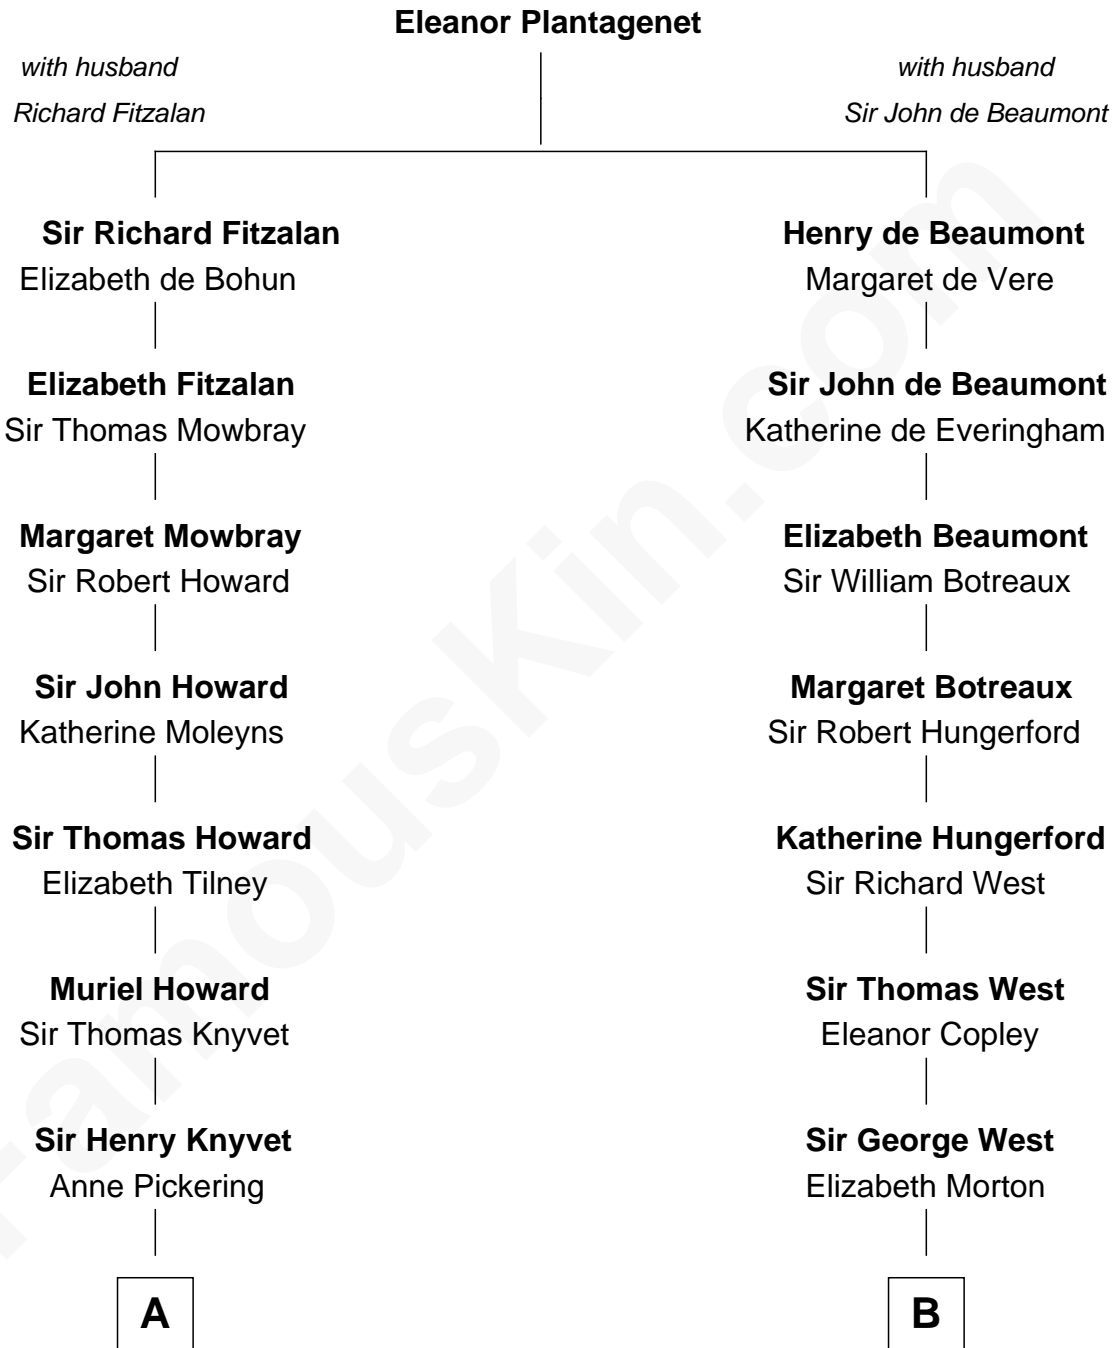 Eleanor Plantagenet
with husband
Richard Fitzalan
with husband
Sir John de Beaumont
Sir Richard Fitzalan
Elizabeth de Bohun
Elizabeth Fitzalan
Sir Thomas Mowbray
Margaret Mowbray
Sir Robert Howard
Sir John Howard
Katherine Moleyns
Sir Thomas Howard
Elizabeth Tilney
Muriel Howard
Sir Thomas Knyvet
Sir Henry Knyvet
Anne Pickering
A
Henry de Beaumont
Margaret de Vere
Sir John de Beaumont
Katherine de Everingham
Elizabeth Beaumont
Sir William Botreaux
Margaret Botreaux
Sir Robert Hungerford
Katherine Hungerford
Sir Richard West
Sir Thomas West
Eleanor Copley
Sir George West
Elizabeth Morton
B
FamousKin.com